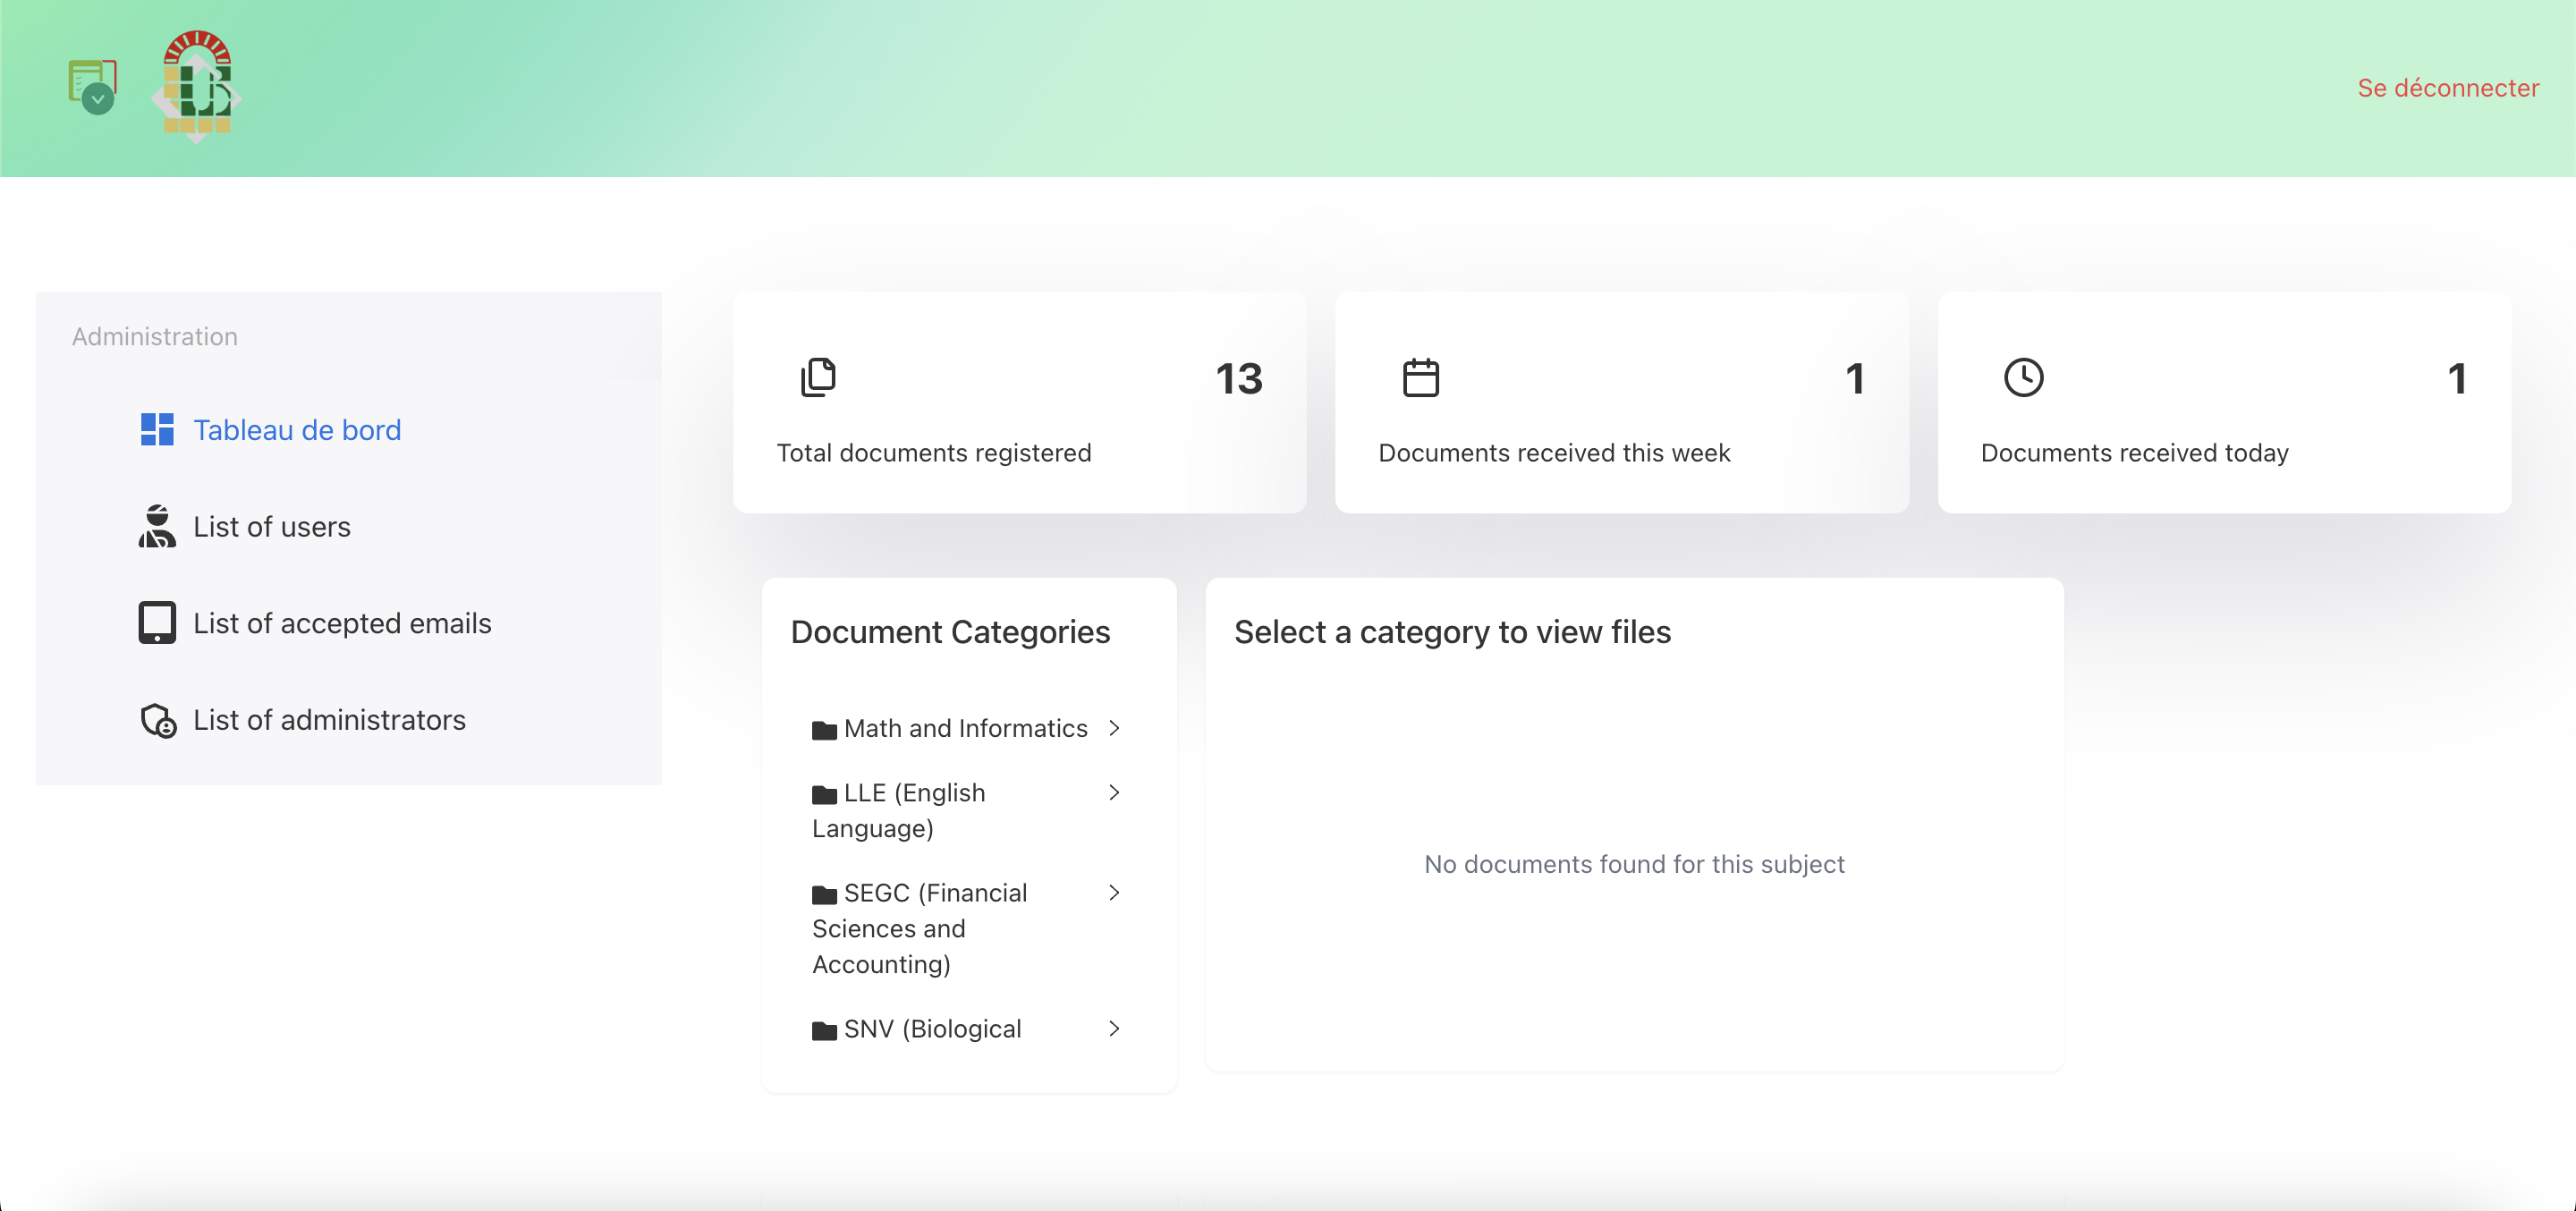 Se déconnecter
Administration
Tableau de bord
List of users
List of accepted emails
List of administrators
13
Total documents registered
1
Documents received this week
1
Documents received today
Document Categories
Math and Informatics
LLE (English
Language)
SEGC (Financial
Sciences and
Accounting)
SNV (Biological
Select a category to view files
No documents found for this subject